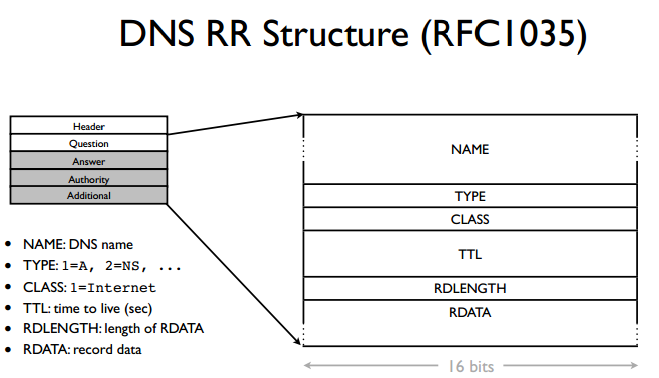 DNS RR Structure (RFC1035)
Header
Question
Answer
Authority
Additional
NAME
TYPE
CLASS
TTL
RDLENGTH
RDATA
16 bits
• NAME: DNS name
• TYPE: 1=A, 2=NS, ...
• CLASS: 1=Internet
• TTL: time to live (sec)
• RDLENGTH: length of RDATA
• RDATA: record data